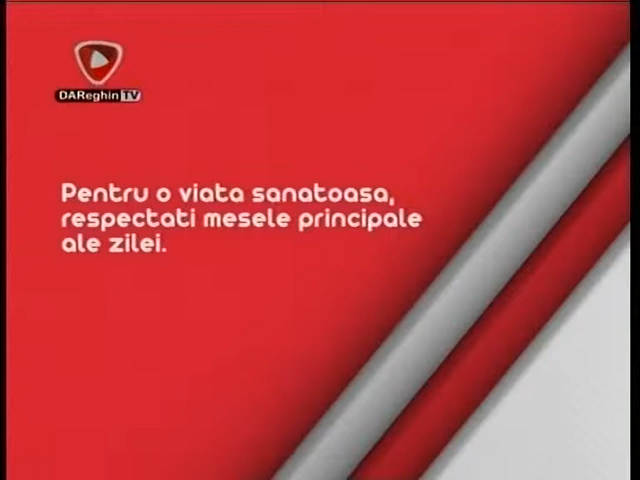 DAReghin TV
Pentru o viata sanatoasa,
respectati mesele principale
ale zilei.